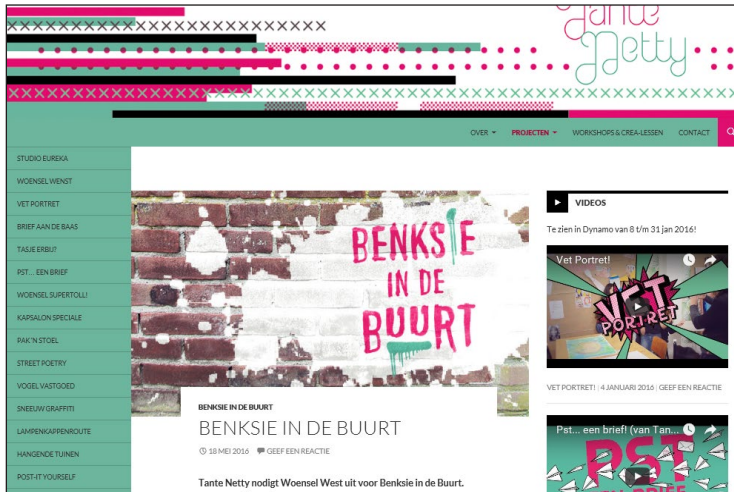 Tante
Netty
OVER PROJECTEN WORKSHOPS & CREA-LESSEN CONTACT
STUDIO EUREKA
WOENSEL WENST
VET PORTRET
BRIEF AAN DE BAAS
TASJE ERBIJ?
PST... EEN BRIEF
WOENSEL SUPERTOLL!
KAPSALON SPECIALE
PAK 'N STOEL
STREET POETRY
VOGEL VASTGOED
SNEEUW GRAFFITI
LAMPENKAPPENROUTE
HANGENDE TUINEN
POST-IT YOURSELF
BENKSIE
IN DE
BUURT
BENKSIE IN DE BUURT
BENKSIE IN DE BUURT
18 MEI 2016 GEEF EEN REACTIE
Tante Netty nodigt Woensel West uit voor Benksie in de Buurt.
VIDEOS
Te zien in Dynamo van 8 t/m 31 jan 2016!
Vet Portret!
VET
PORTRET
VET PORTRET! | 4 JANUARI 2016 | GEEF EEN REACTIE
Pst... een brief! (van Tan...
PST
EEN BRIEF